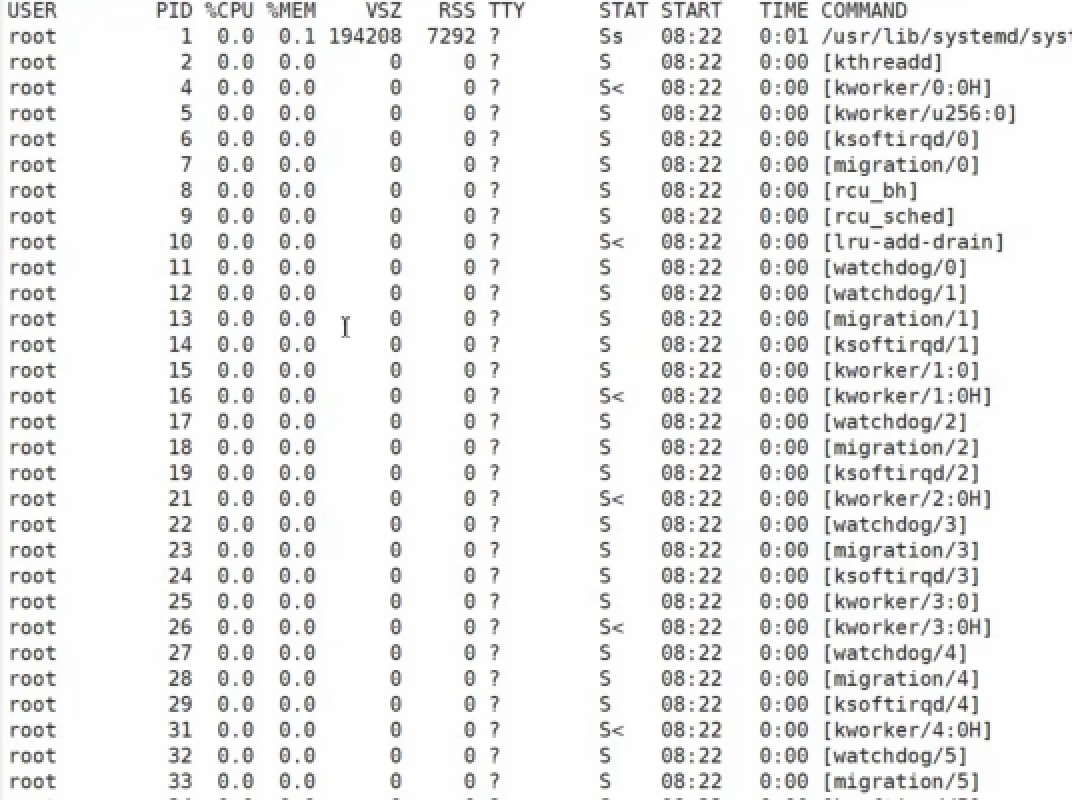 USER PID %CPU %MEM VSZ RSS TTY STAT START TIME COMMAND
root 1 0.0 0.1 194208 7292 ? Ss 08:22 0:01 /usr/lib/systemd/syst
root 2 0.0 0.0 0 0 ? S 08:22 0:00 [kthreadd]
root 4 0.0 0.0 0 0 ? S< 08:22 0:00 [kworker/0:0H]
root 5 0.0 0.0 0 0 ? S 08:22 0:00 [kworker/u256:0]
root 6 0.0 0.0 0 0 ? S 08:22 0:00 [ksoftirqd/0]
root 7 0.0 0.0 0 0 ? S 08:22 0:00 [migration/0]
root 8 0.0 0.0 0 0 ? S 08:22 0:00 [rcu_bh]
root 9 0.0 0.0 0 0 ? S 08:22 0:00 [rcu_sched]
root 10 0.0 0.0 0 0 ? S< 08:22 0:00 [lru-add-drain]
root 11 0.0 0.0 0 0 ? S 08:22 0:00 [watchdog/0]
root 12 0.0 0.0 0 0 ? S 08:22 0:00 [watchdog/1]
root 13 0.0 0.0 0 0 ? S 08:22 0:00 [migration/1]
root 14 0.0 0.0 0 0 ? S 08:22 0:00 [ksoftirqd/1]
root 15 0.0 0.0 0 0 ? S 08:22 0:00 [kworker/1:0]
root 16 0.0 0.0 0 0 ? S< 08:22 0:00 [kworker/1:0H]
root 17 0.0 0.0 0 0 ? S 08:22 0:00 [watchdog/2]
root 18 0.0 0.0 0 0 ? S 08:22 0:00 [migration/2]
root 19 0.0 0.0 0 0 ? S 08:22 0:00 [ksoftirqd/2]
root 21 0.0 0.0 0 0 ? S< 08:22 0:00 [kworker/2:0H]
root 22 0.0 0.0 0 0 ? S 08:22 0:00 [watchdog/3]
root 23 0.0 0.0 0 0 ? S 08:22 0:00 [migration/3]
root 24 0.0 0.0 0 0 ? S 08:22 0:00 [ksoftirqd/3]
root 25 0.0 0.0 0 0 ? S 08:22 0:00 [kworker/3:0]
root 26 0.0 0.0 0 0 ? S< 08:22 0:00 [kworker/3:0H]
root 27 0.0 0.0 0 0 ? S 08:22 0:00 [watchdog/4]
root 28 0.0 0.0 0 0 ? S 08:22 0:00 [migration/4]
root 29 0.0 0.0 0 0 ? S 08:22 0:00 [ksoftirqd/4]
root 31 0.0 0.0 0 0 ? S< 08:22 0:00 [kworker/4:0H]
root 32 0.0 0.0 0 0 ? S 08:22 0:00 [watchdog/5]
root 33 0.0 0.0 0 0 ? S 08:22 0:00 [migration/5]